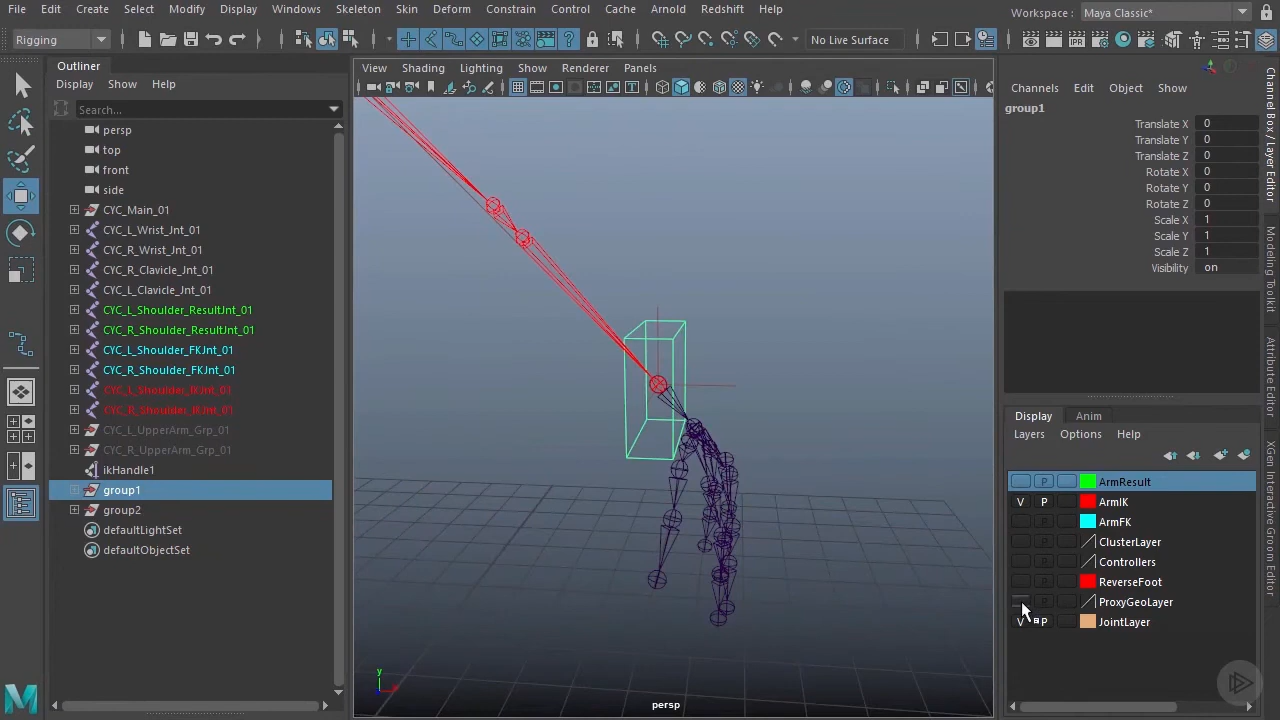 File Edit Create Select Modify Display Windows Skeleton Skin Deform Constrain Control Cache Arnold Redshift Help
Workspace : Maya Classic*
Rigging
No Live Surface
IPR
Outliner
Display Show Help
Search...
persp
top
front
side
CYC_Main_01
CYC_L_Wrist_Jnt_01
CYC_R_Wrist_Jnt_01
CYC_R_Clavicle_Jnt_01
CYC_L_Clavicle_Jnt_01
CYC_L_Shoulder_ResultJnt_01
CYC_R_Shoulder_ResultJnt_01
CYC_L_Shoulder_FKJnt_01
CYC_R_Shoulder_FKJnt_01
CYC_L_Shoulder_IKJnt_01
CYC_R_Shoulder_IKJnt_01
CYC_L_UpperArm_Grp_01
CYC_R_UpperArm_Grp_01
ikHandle1
group1
group2
defaultLightSet
defaultObjectSet
View Shading Lighting Show Renderer Panels
y
persp
Channels Edit Object Show
group1
Translate X 0
Translate Y 0
Translate Z 0
Rotate X 0
Rotate Y 0
Rotate Z 0
Scale X 1
Scale Y 1
Scale Z 1
Visibility on
Display Anim
Layers Options Help
P ArmResult
V P ArmIK
P ArmFK
P ClusterLayer
P Controllers
P ReverseFoot
P ProxyGeoLayer
V P JointLayer
Channel Box / Layer Editor
Modeling Toolkit
Attribute Editor
XGen Interactive Groom Editor
M